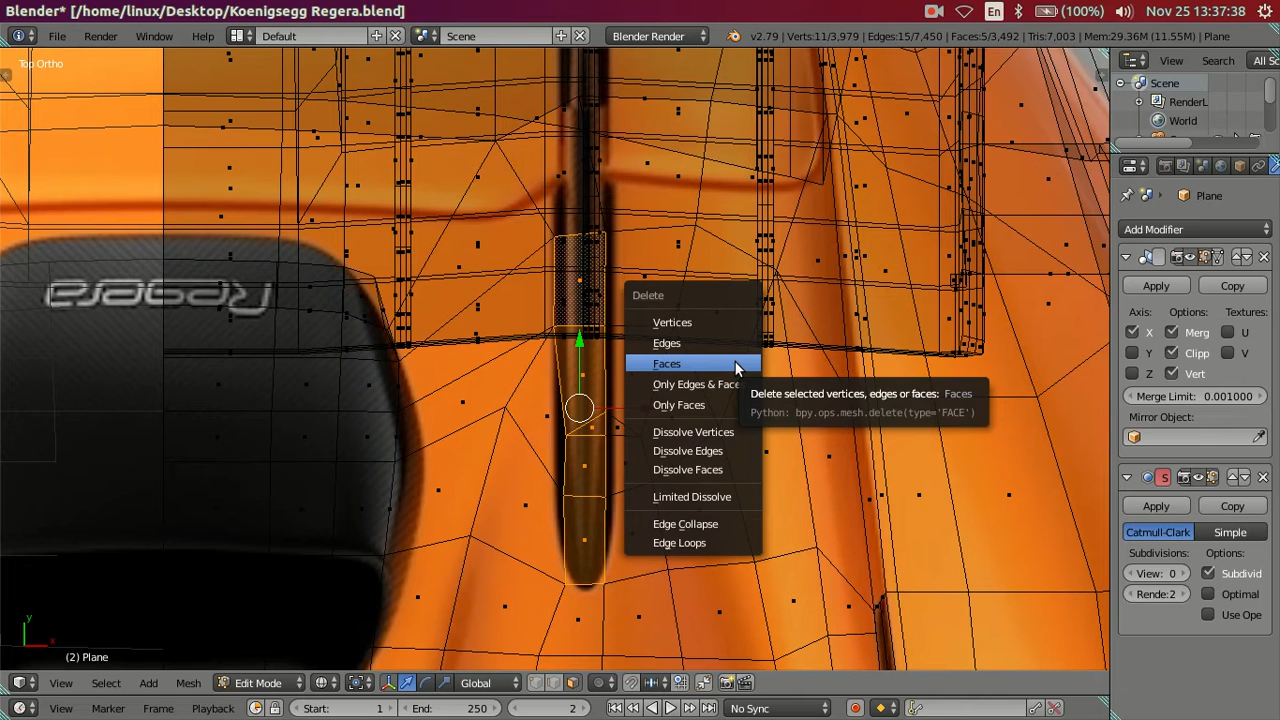 Blender* [/home/linux/Desktop/Koenigsegg Regera.blend]
En
(100%)
Nov 25 13:37:38
File
Render
Window
Help
Default
Scene
Blender Render
v2.79 | Verts:11/3,979 | Edges:15/7,450 | Faces:5/3,492 | Tris:7,003 | Mem:29.36M (11.55M) | Plane
Top Ortho
View
Search
All Sc
Scene
RenderL
World
Plane
Add Modifier
Apply
Copy
Axis:
Options:
Textures:
X
Merg
U
Y
Clipp
V
Z
Vert
Merge Limit: 0.001000
Mirror Object:
S
Apply
Copy
Catmull-Clark
Simple
Subdivisions:
Options:
View: 0
Subdivid
Rende:2
Optimal
Use Ope
Regera
Delete
Vertices
Edges
Faces
Only Edges & Face
Only Faces
Dissolve Vertices
Dissolve Edges
Dissolve Faces
Limited Dissolve
Edge Collapse
Edge Loops
Delete selected vertices, edges or faces: Faces
Python: bpy.ops.mesh.delete(type='FACE')
y
x
(2) Plane
View
Select
Add
Mesh
Edit Mode
Global
View
Marker
Frame
Playback
Start:
1
End:
250
2
No Sync